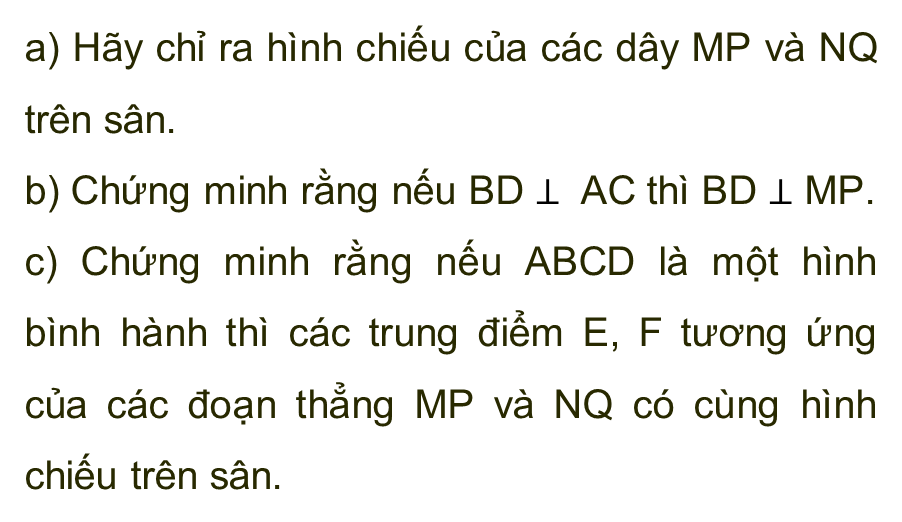 a) Hãy chỉ ra hình chiếu của các dây MP và NQ
trên sân.
b) Chứng minh rằng nếu BD ⊥ AC thì BD ⊥ MP.
c) Chứng minh rằng nếu ABCD là một hình
bình hành thì các trung điểm E, F tương ứng
của các đoạn thẳng MP và NQ có cùng hình
chiếu trên sân.